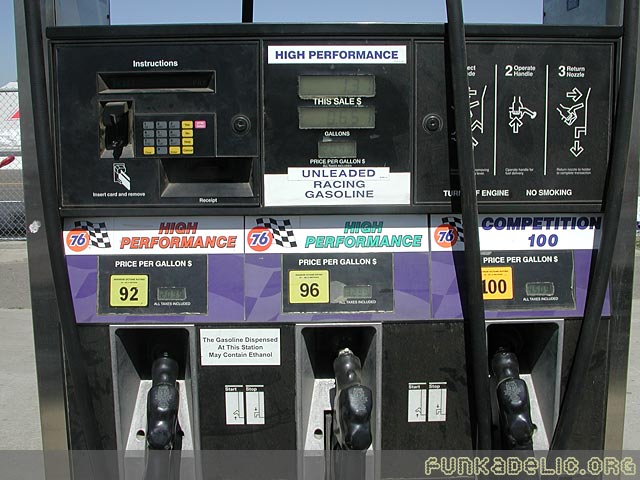 Instructions
Insert card and remove
Receipt
HIGH PERFORMANCE
THIS SALE $
GALLONS
PRICE PER GALLON $
UNLEADED
RACING
GASOLINE
2 Operate
Handle
3 Return
Nozzle
OF ENGINE NO SMOKING
76 HIGH
PERFORMANCE
PRICE PER GALLON $
92
ALL TAXES INCLUDED
76 HIGH
PERFORMANCE
PRICE PER GALLON $
96
ALL TAXES INCLUDED
76 COMPETITION
100
PRICE PER GALLON $
100
ALL TAXES INCLUDED
The Gasoline Dispensed
At This Station
May Contain Ethanol
Start Stop
Start Stop
FUNKADELIC.ORG